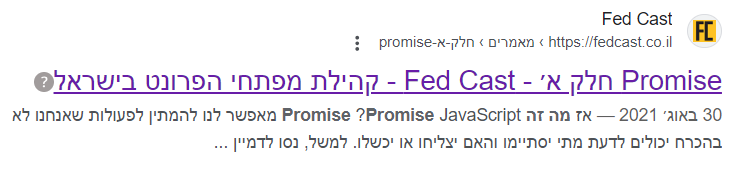 Fed Cast
FC
https://fedcast.co.il › מאמרים › חלק-א-promise
Promise חלק א׳ - Fed Cast - קהילת מפתחי הפרונט בישראל ?
30 באוג׳ 2021 — אז מה זה Promise? Promise JavaScript מאפשר לנו להמתין לפעולות שאנחנו לא
בהכרח יכולים לדעת מתי יסתיימו והאם יצליחו או יכשלו. למשל, נסו לדמיין ...